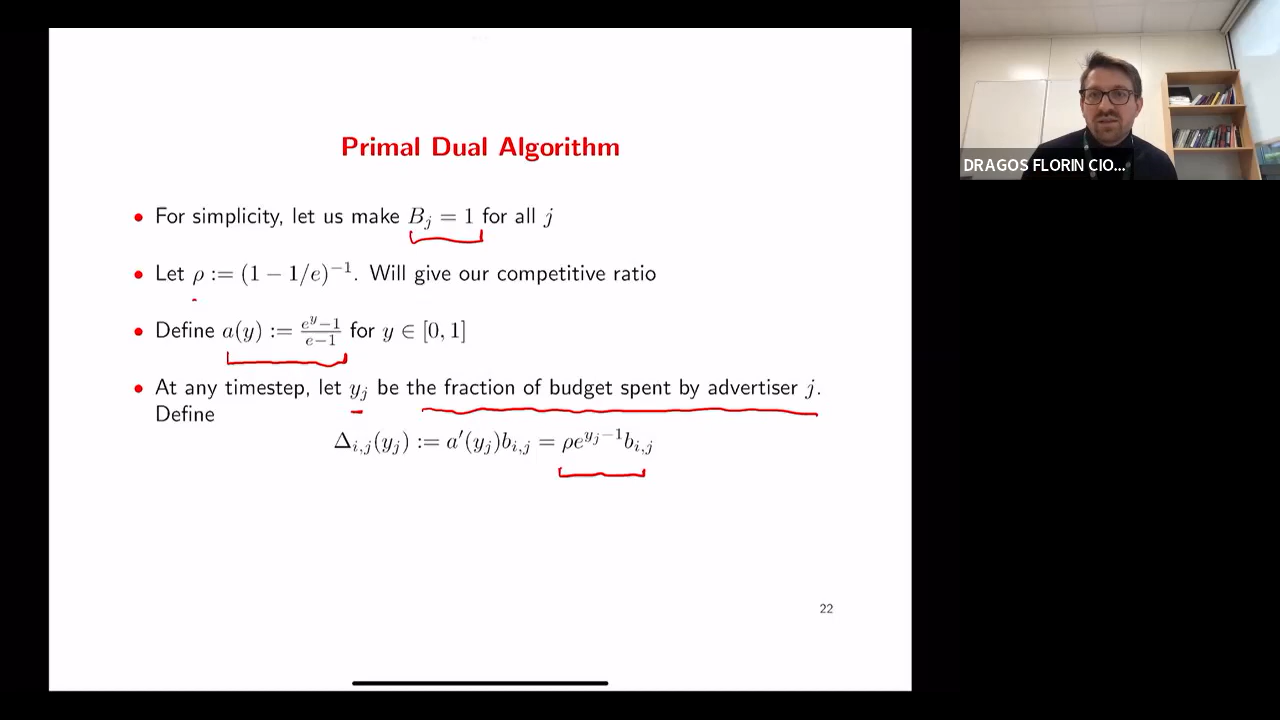 Primal Dual Algorithm
• For simplicity, let us make B_j = 1 for all j
• Let ρ := (1 − 1/e)^{−1}. Will give our competitive ratio
• Define a(y) := \frac{e^y−1}{e−1} for y ∈ [0, 1]
• At any timestep, let y_j be the fraction of budget spent by advertiser j.
Define
Δ_{i,j}(y_j) := a′(y_j)b_{i,j} = ρe^{y_j−1}b_{i,j}
22
DRAGOS FLORIN CIO...